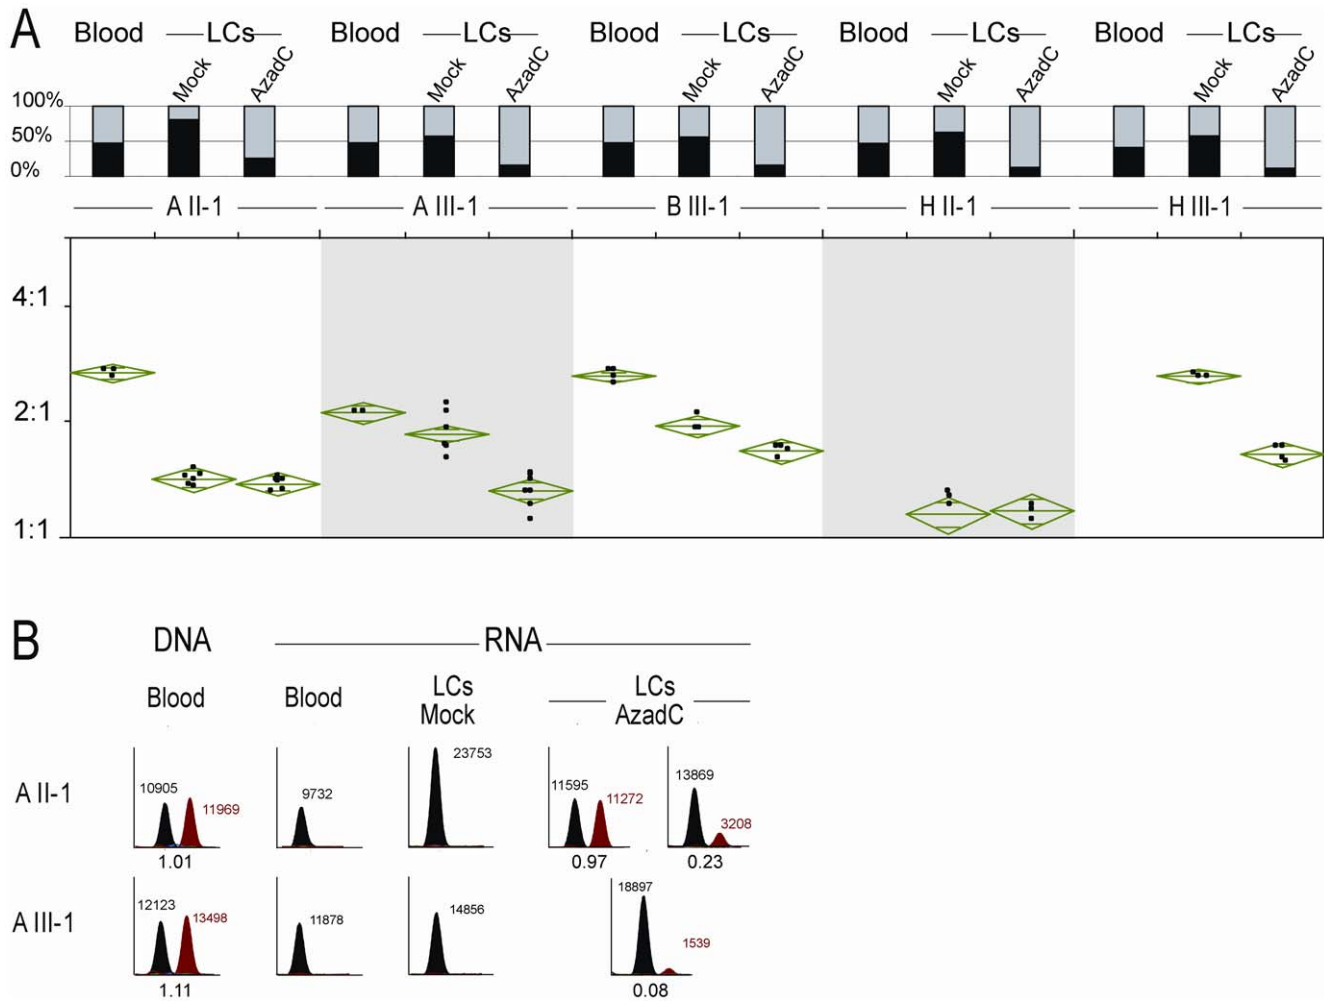 A
Blood LCs Blood LCs Blood LCs Blood LCs Blood LCs
Mock AzadC Mock AzadC Mock AzadC Mock AzadC Mock AzadC
100%
50%
0%
A II-1 A III-1 B III-1 H II-1 H III-1
4:1
2:1
1:1
B
DNA RNA
Blood Blood LCs LCs
Mock AzadC
A II-1
10905 11969 9732 23753 11595 11272 13869 3208
1.01 0.97 0.23
A III-1
12123 13498 11878 14856 18897 1539
1.11 0.08